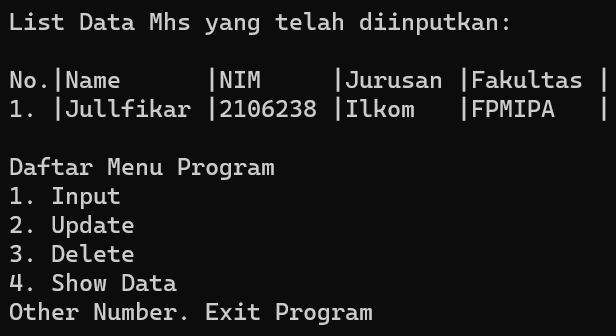 List Data Mhs yang telah diinputkan:
No.|Name      |NIM    |Jurusan |Fakultas |
1. |Jullfikar |2106238 |Ilkom   |FPMIPA   |
Daftar Menu Program
1. Input
2. Update
3. Delete
4. Show Data
Other Number. Exit Program